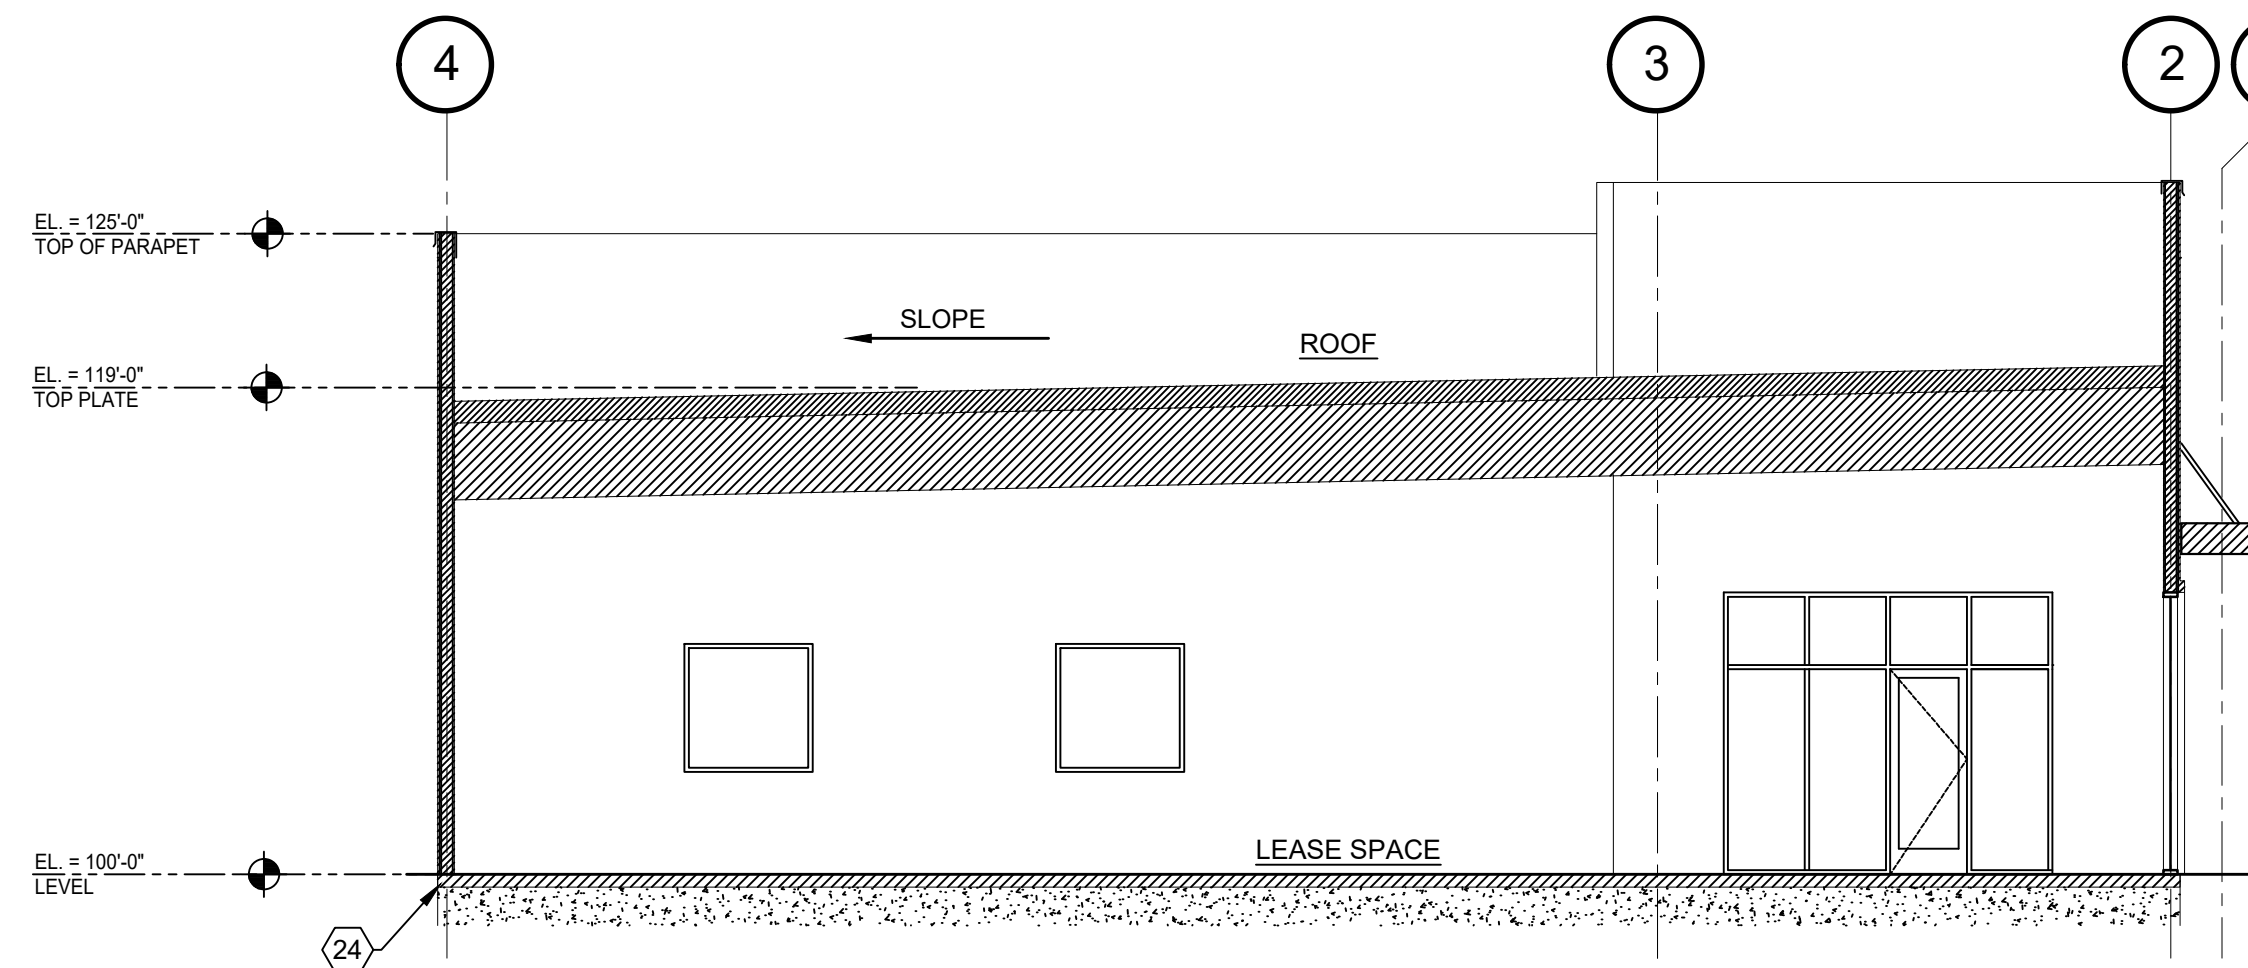 4
3
2
EL. = 125'-0"
TOP OF PARAPET
SLOPE
ROOF
EL. = 119'-0"
TOP PLATE
LEASE SPACE
EL. = 100'-0"
LEVEL
24